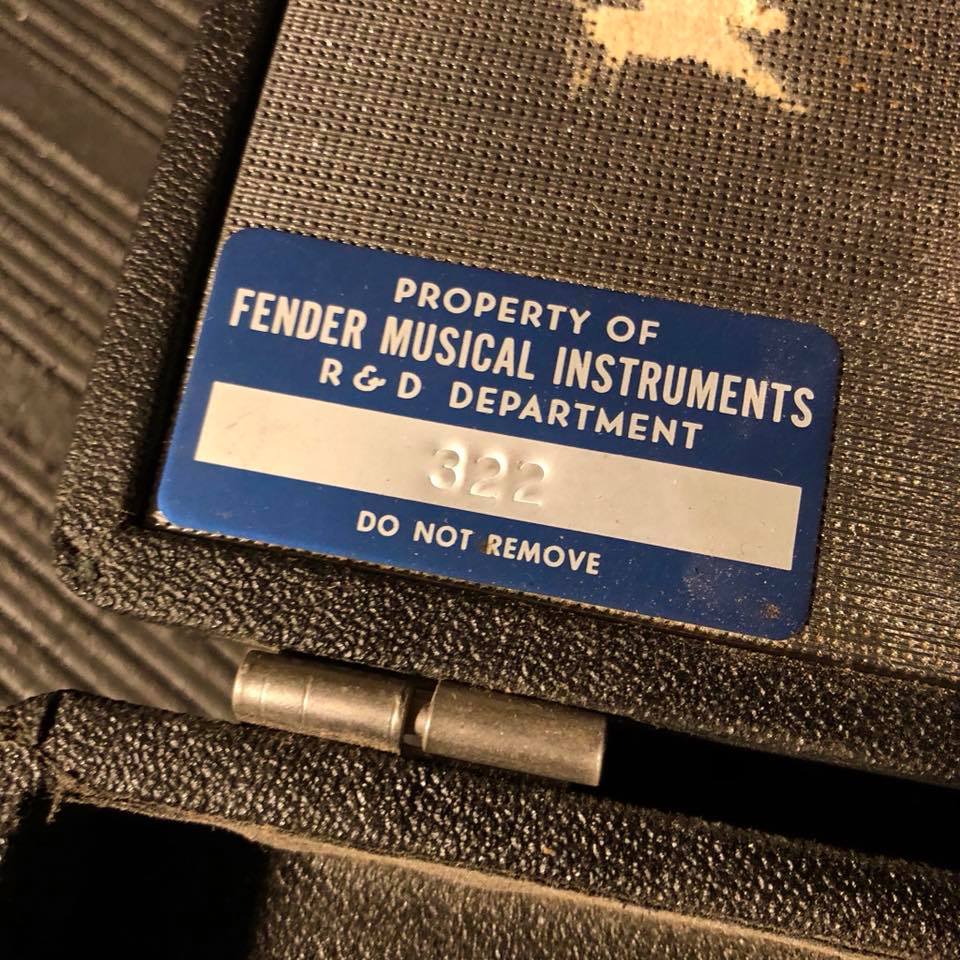 PROPERTY OF
FENDER MUSICAL INSTRUMENTS
R & D DEPARTMENT
322
DO NOT REMOVE